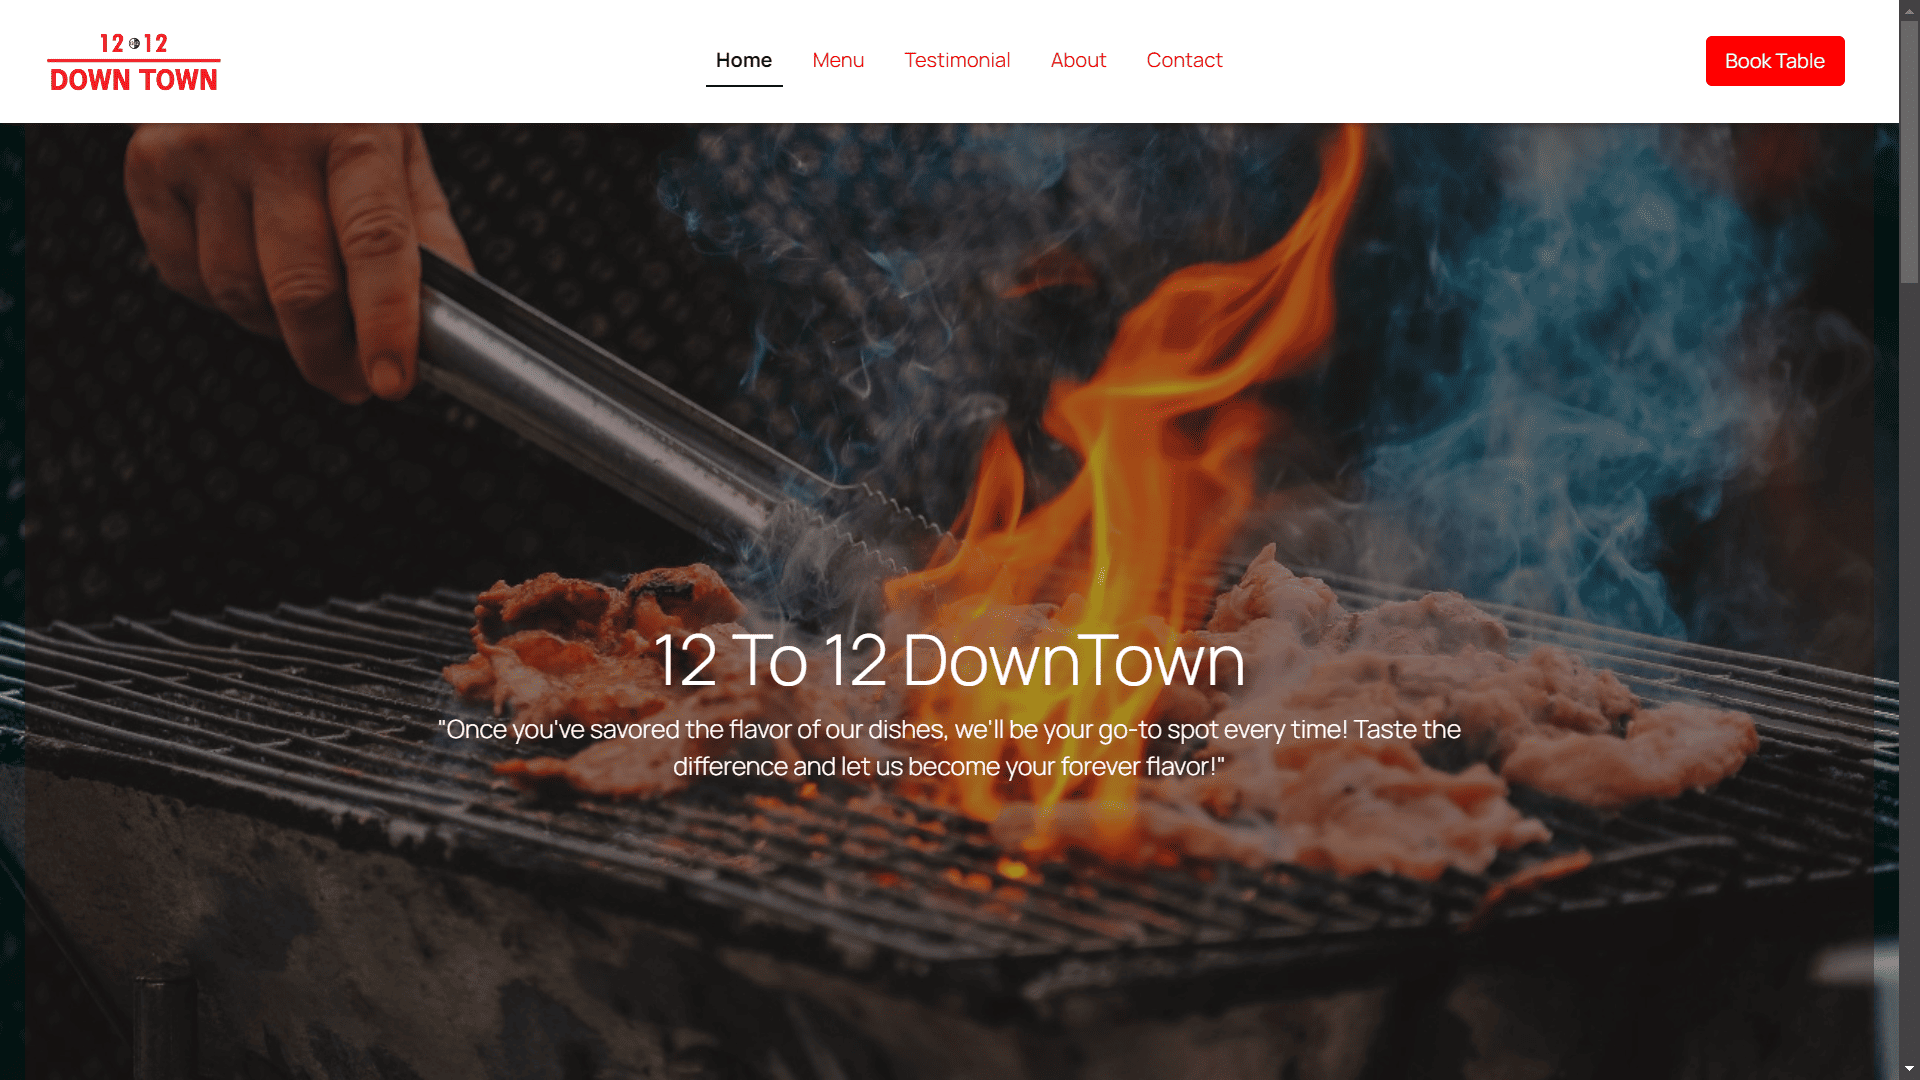 12 12
DOWN TOWN
Home
Menu
Testimonial
About
Contact
Book Table
12 To 12 DownTown
"Once you've savored the flavor of our dishes, we'll be your go-to spot every time! Taste the
difference and let us become your forever flavor!"